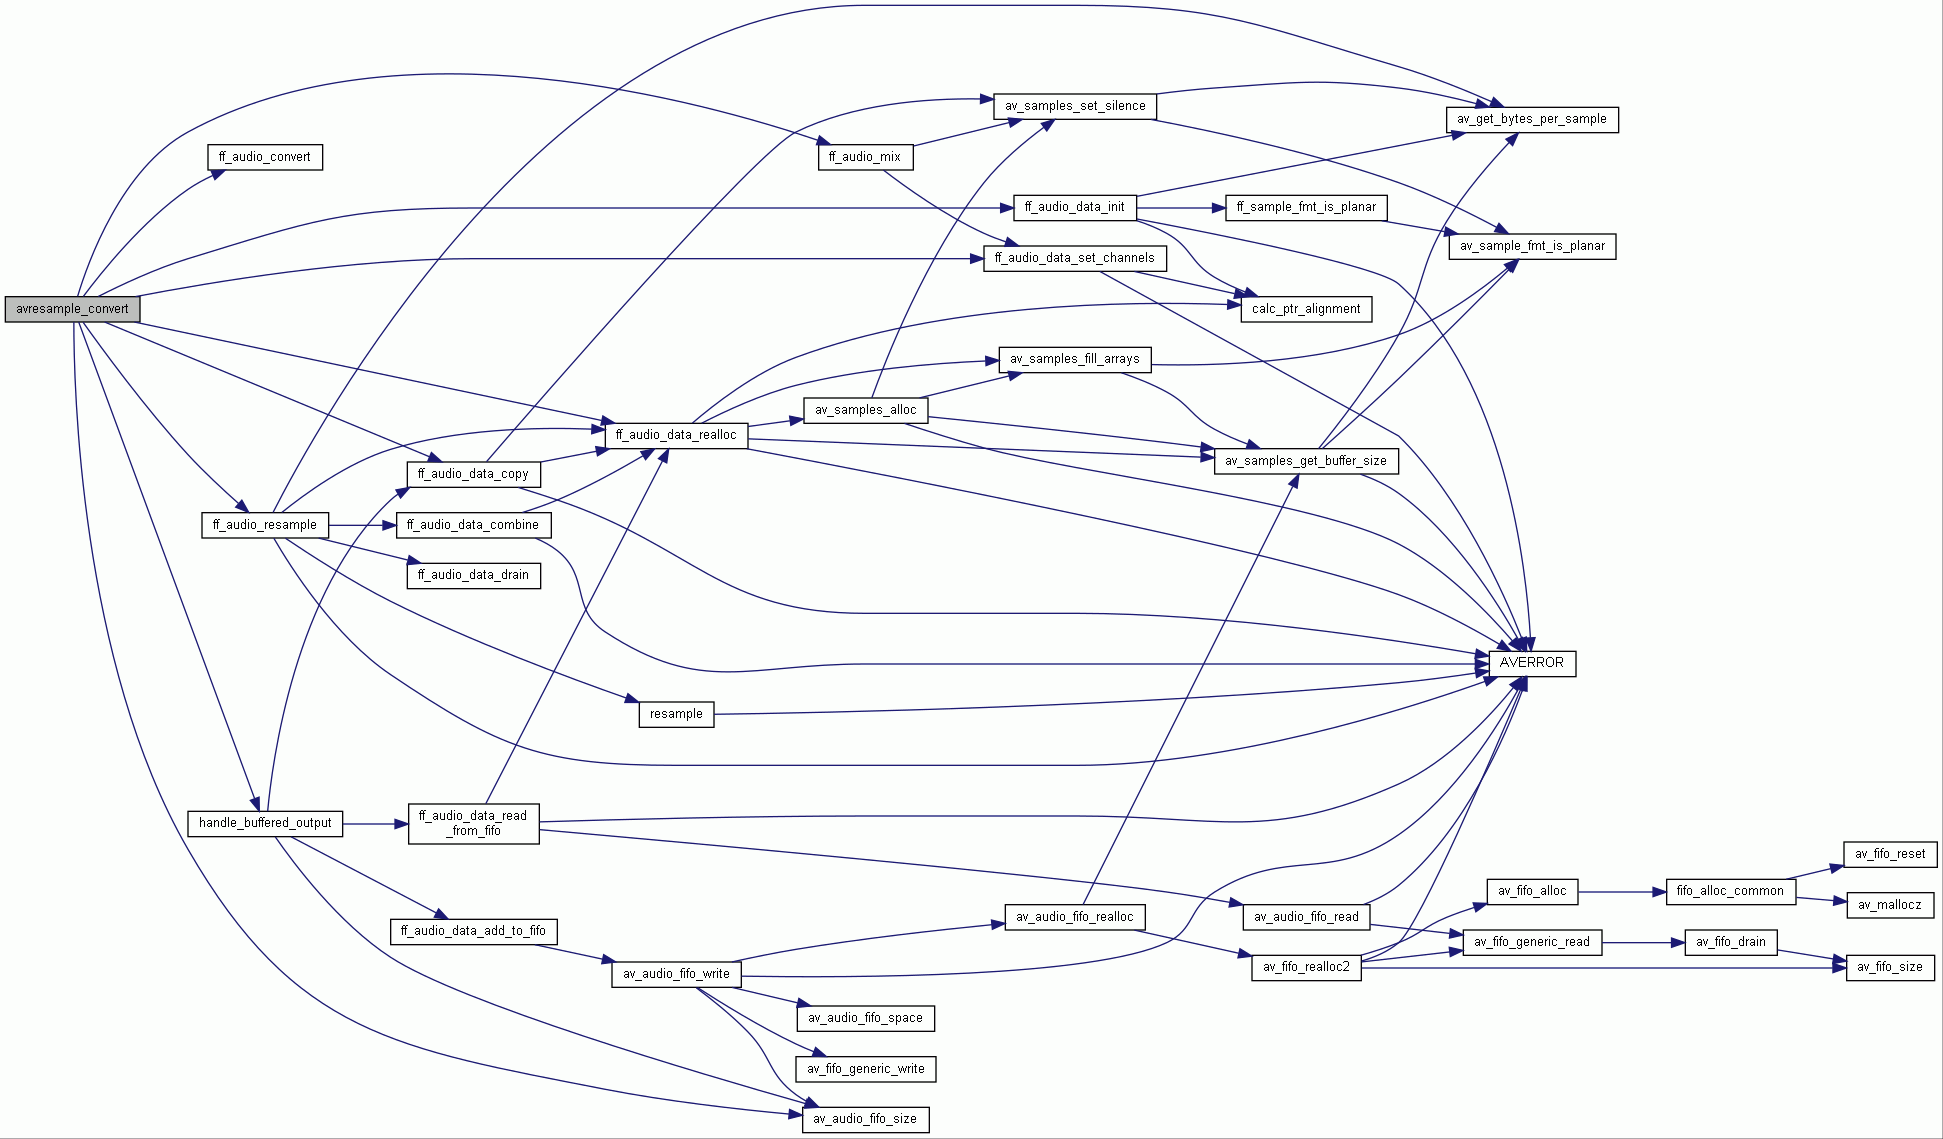 av_samples_set_silence
av_get_bytes_per_sample
ff_audio_convert
ff_audio_mix
ff_audio_data_init
ff_sample_fmt_is_planar
av_sample_fmt_is_planar
ff_audio_data_set_channels
avresample_convert
calc_ptr_alignment
av_samples_fill_arrays
av_samples_alloc
ff_audio_data_realloc
av_samples_get_buffer_size
ff_audio_data_copy
ff_audio_resample
ff_audio_data_combine
ff_audio_data_drain
AVERROR
resample
handle_buffered_output
ff_audio_data_read
_from_fifo
av_fifo_reset
av_fifo_alloc
fifo_alloc_common
av_mallocz
av_audio_fifo_realloc
av_audio_fifo_read
ff_audio_data_add_to_fifo
av_fifo_generic_read
av_fifo_drain
av_audio_fifo_write
av_fifo_realloc2
av_fifo_size
av_audio_fifo_space
av_fifo_generic_write
av_audio_fifo_size